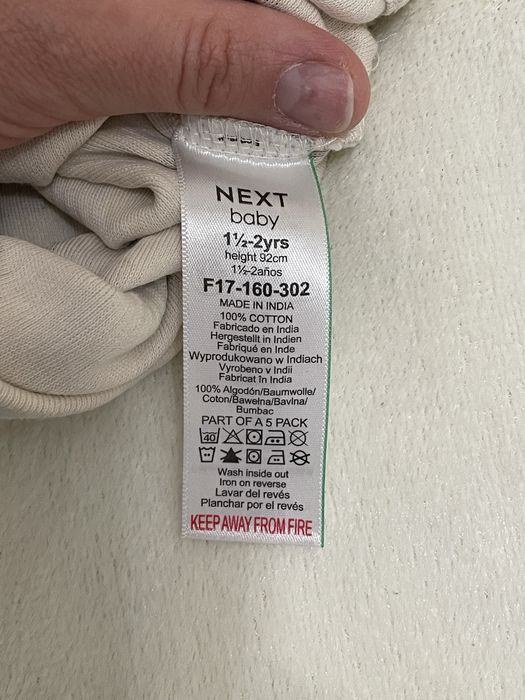 NEXT
baby
1½-2yrs
height 92cm
1½-2años
F17-160-302
MADE IN INDIA
100% COTTON
Fabricado en India
Hergestellt in Indien
Fabriqué en Inde
Wyprodukowano w Indiach
Vyrobeno v Indii
Fabricat în India
100% Algodón/Baumwolle/
Coton/Bawełna/Bavlna/
Bumbac
PART OF A 5 PACK
40
Wash inside out
Iron on reverse
Lavar del revés
Planchar por el revés
KEEP AWAY FROM FIRE